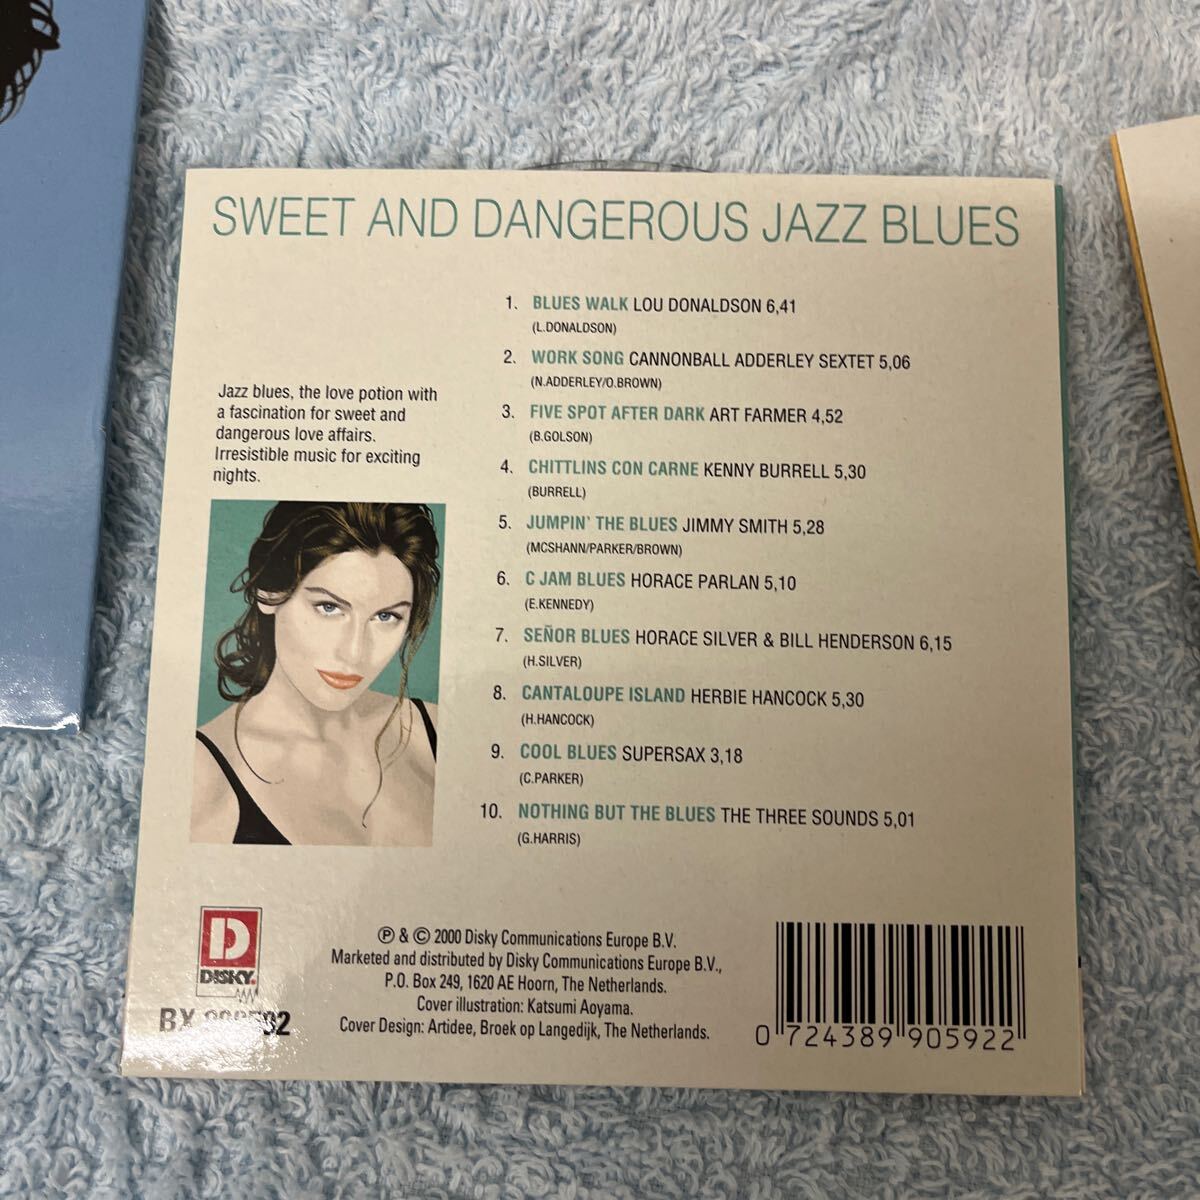 SWEET AND DANGEROUS JAZZ BLUES
1. BLUES WALK LOU DONALDSON 6,41
(L.DONALDSON)
2. WORK SONG CANNONBALL ADDERLEY SEXTET 5,06
(N.ADDERLEY/O.BROWN)
3. FIVE SPOT AFTER DARK ART FARMER 4,52
(B.GOLSON)
4. CHITTLINS CON CARNE KENNY BURRELL 5,30
(BURRELL)
5. JUMPIN' THE BLUES JIMMY SMITH 5,28
(MCSHANN/PARKER/BROWN)
6. C JAM BLUES HORACE PARLAN 5,10
(E.KENNEDY)
7. SEÑOR BLUES HORACE SILVER & BILL HENDERSON 6,15
(H.SILVER)
8. CANTALOUPE ISLAND HERBIE HANCOCK 5,30
(H.HANCOCK)
9. COOL BLUES SUPERSAX 3,18
(C.PARKER)
10. NOTHING BUT THE BLUES THE THREE SOUNDS 5,01
(G.HARRIS)
Jazz blues, the love potion with
a fascination for sweet and
dangerous love affairs.
Irresistible music for exciting
nights.
D
DISKY.
BX
℗ & © 2000 Disky Communications Europe B.V.
Marketed and distributed by Disky Communications Europe B.V.,
P.O. Box 249, 1620 AE Hoorn, The Netherlands.
Cover illustration: Katsumi Aoyama.
Cover Design: Artidee, Broek op Langedijk, The Netherlands.
0 724389 905922